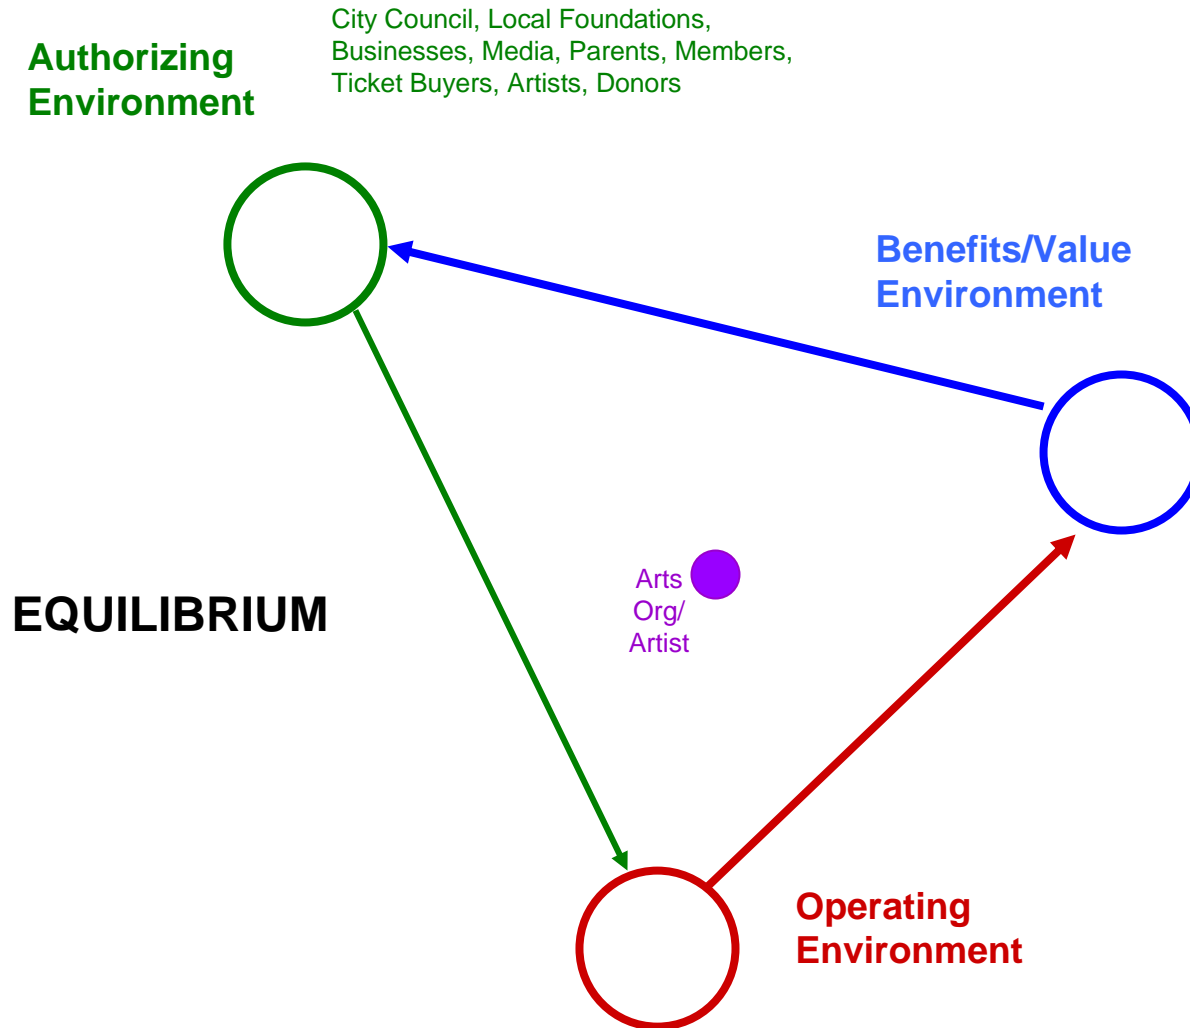 City Council, Local Foundations,
Businesses, Media, Parents, Members,
Ticket Buyers, Artists, Donors
Authorizing
Environment
Benefits/Value
Environment
Arts
Org/
Artist
EQUILIBRIUM
Operating
Environment